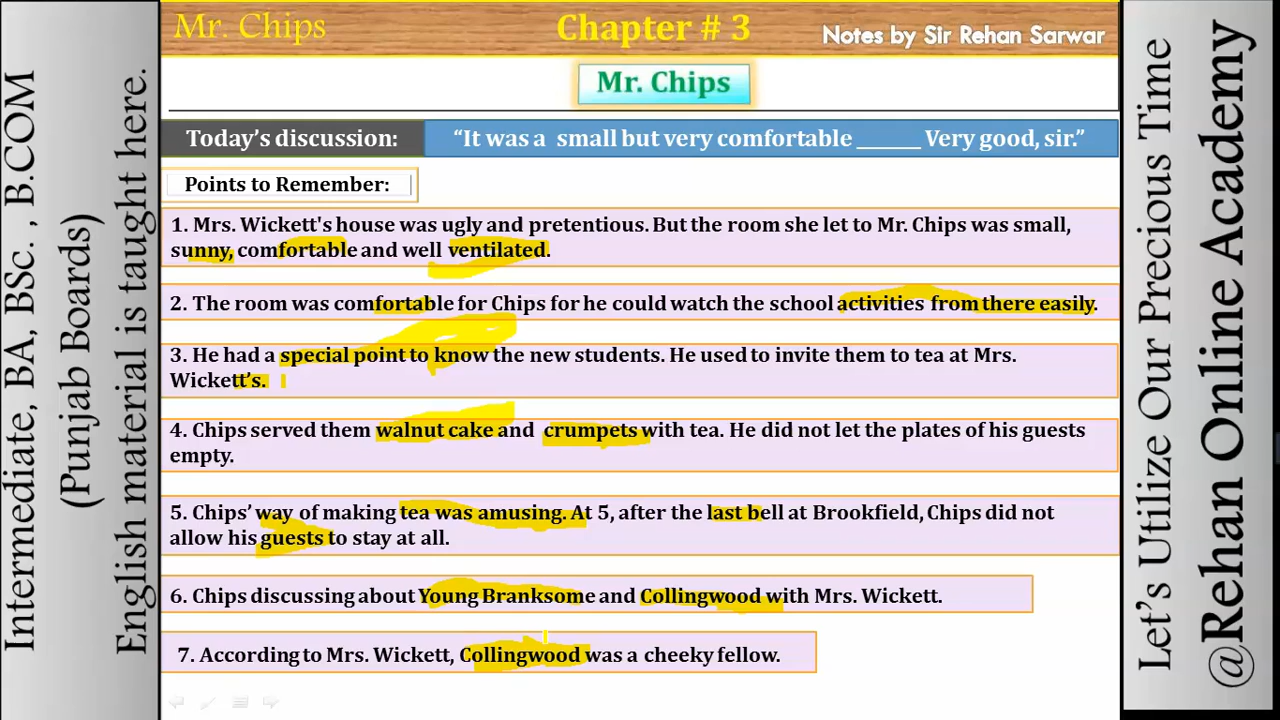 Mr. Chips
Chapter # 3
Notes by Sir Rehan Sarwar
Mr. Chips
Today's discussion:
“It was a small but very comfortable ______ Very good, sir.”
Points to Remember:
1. Mrs. Wickett's house was ugly and pretentious. But the room she let to Mr. Chips was small,
sunny, comfortable and well ventilated.
2. The room was comfortable for Chips for he could watch the school activities from there easily.
3. He had a special point to know the new students. He used to invite them to tea at Mrs.
Wickett’s.
4. Chips served them walnut cake and crumpets with tea. He did not let the plates of his guests
empty.
5. Chips’ way of making tea was amusing. At 5, after the last bell at Brookfield, Chips did not
allow his guests to stay at all.
6. Chips discussing about Young Branksome and Collingwood with Mrs. Wickett.
7. According to Mrs. Wickett, Collingwood was a cheeky fellow.
Intermediate, BA, BSc. , B.COM
(Punjab Boards)
English material is taught here.
Let’s Utilize Our Precious Time
@Rehan Online Academy